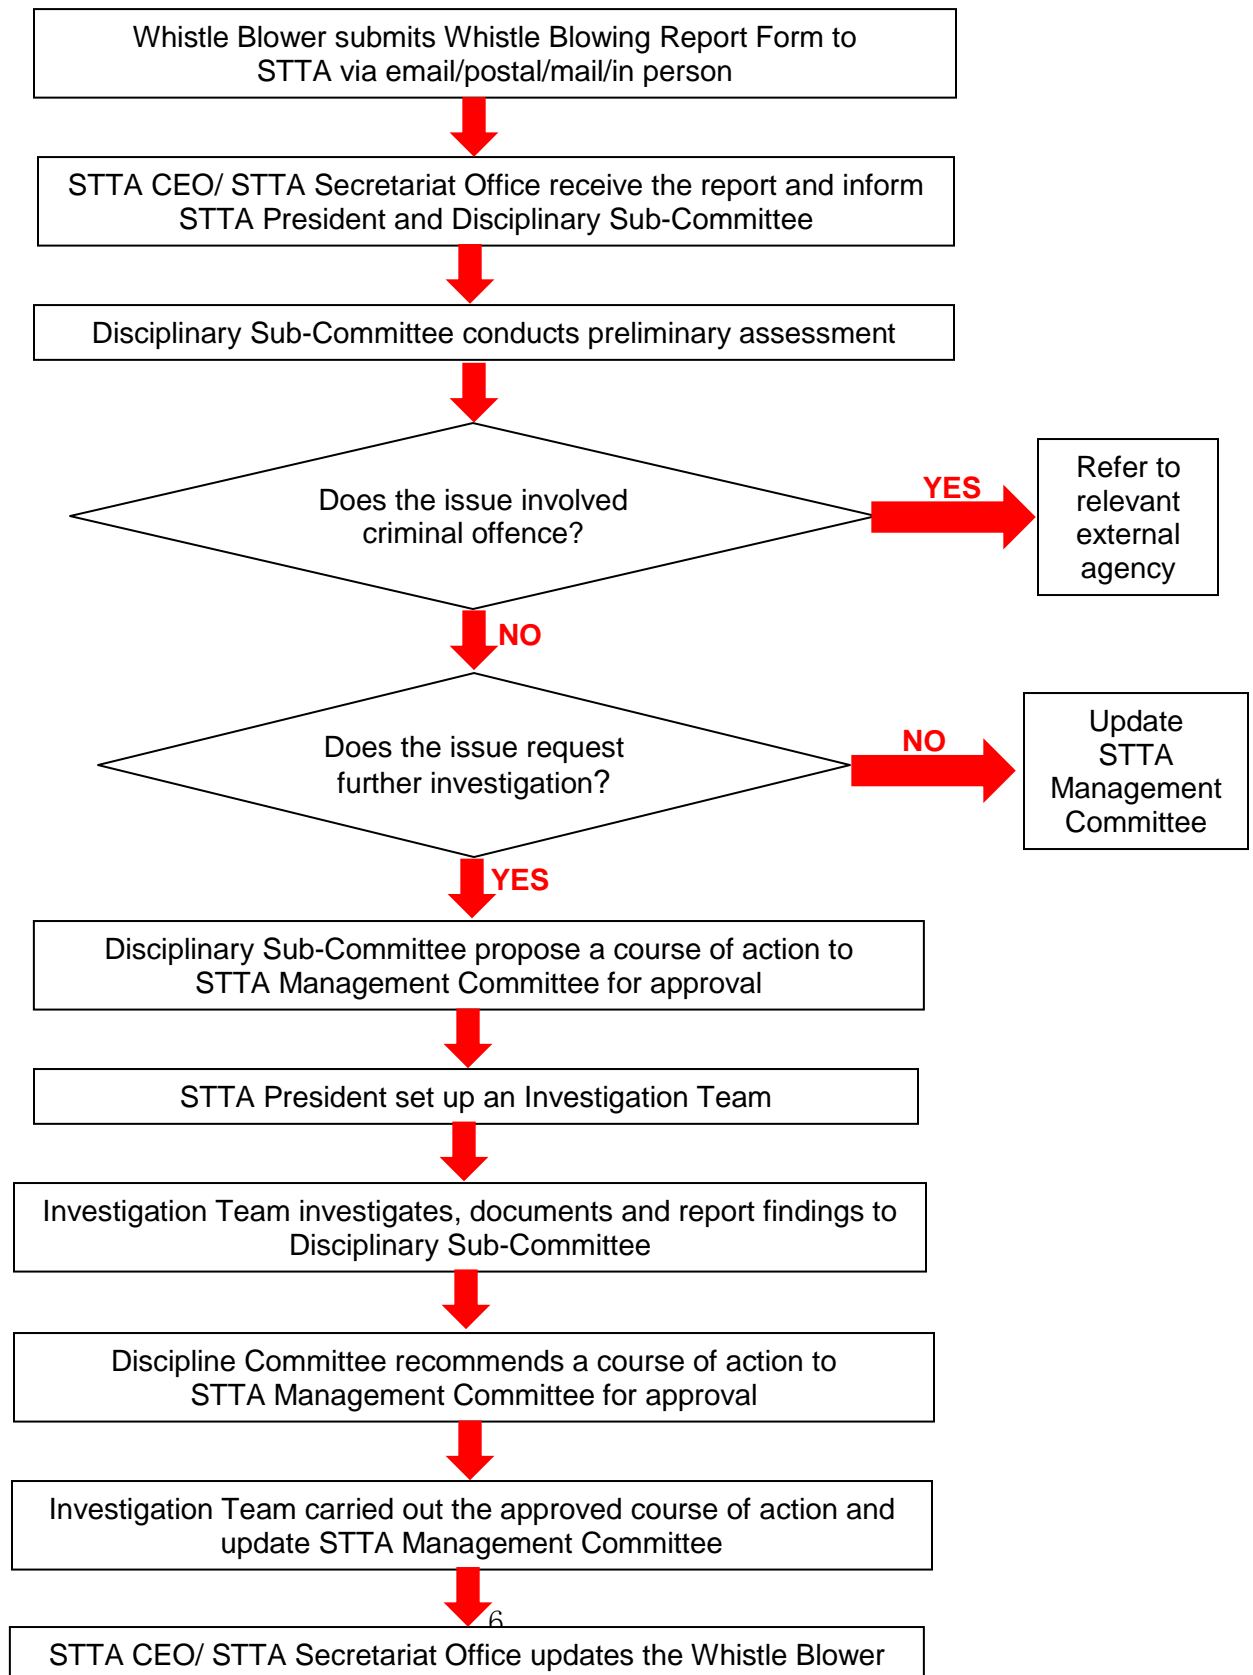 Whistle Blower submits Whistle Blowing Report Form to
STTA via email/postal/mail/in person
STTA CEO/ STTA Secretariat Office receive the report and inform
STTA President and Disciplinary Sub-Committee
Disciplinary Sub-Committee conducts preliminary assessment
Does the issue involved
criminal offence?
YES
Refer to
relevant
external
agency
NO
Does the issue request
further investigation?
NO
Update
STTA
Management
Committee
YES
Disciplinary Sub-Committee propose a course of action to
STTA Management Committee for approval
STTA President set up an Investigation Team
Investigation Team investigates, documents and report findings to
Disciplinary Sub-Committee
Discipline Committee recommends a course of action to
STTA Management Committee for approval
Investigation Team carried out the approved course of action and
update STTA Management Committee
6
STTA CEO/ STTA Secretariat Office updates the Whistle Blower